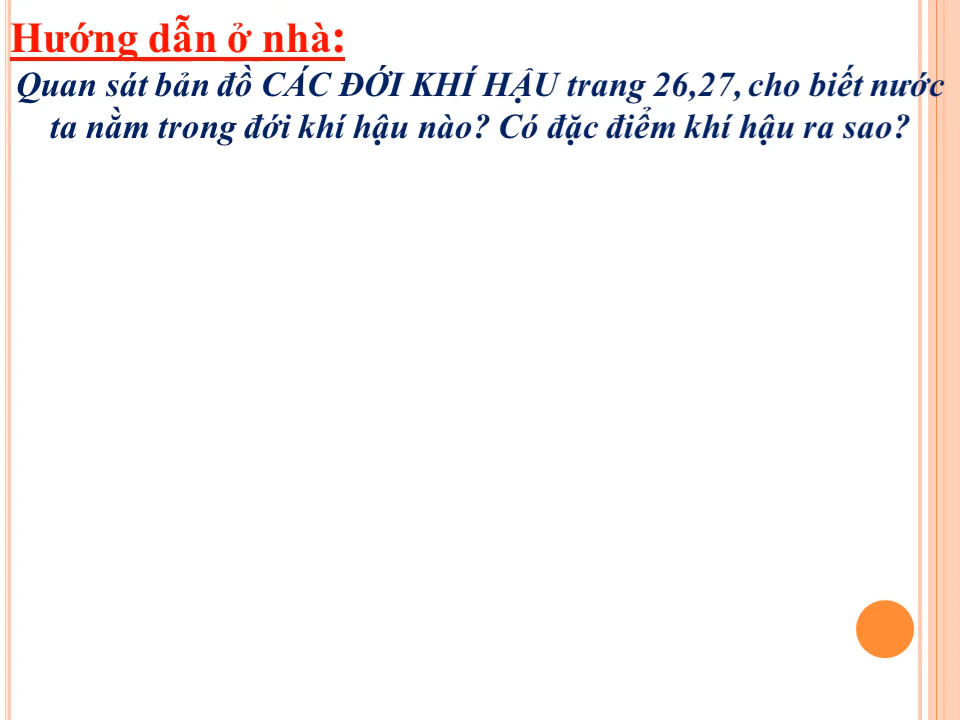 Hướng dẫn ở nhà:
Quan sát bản đồ CÁC ĐỚI KHÍ HẬU trang 26,27, cho biết nước
ta nằm trong đới khí hậu nào? Có đặc điểm khí hậu ra sao?